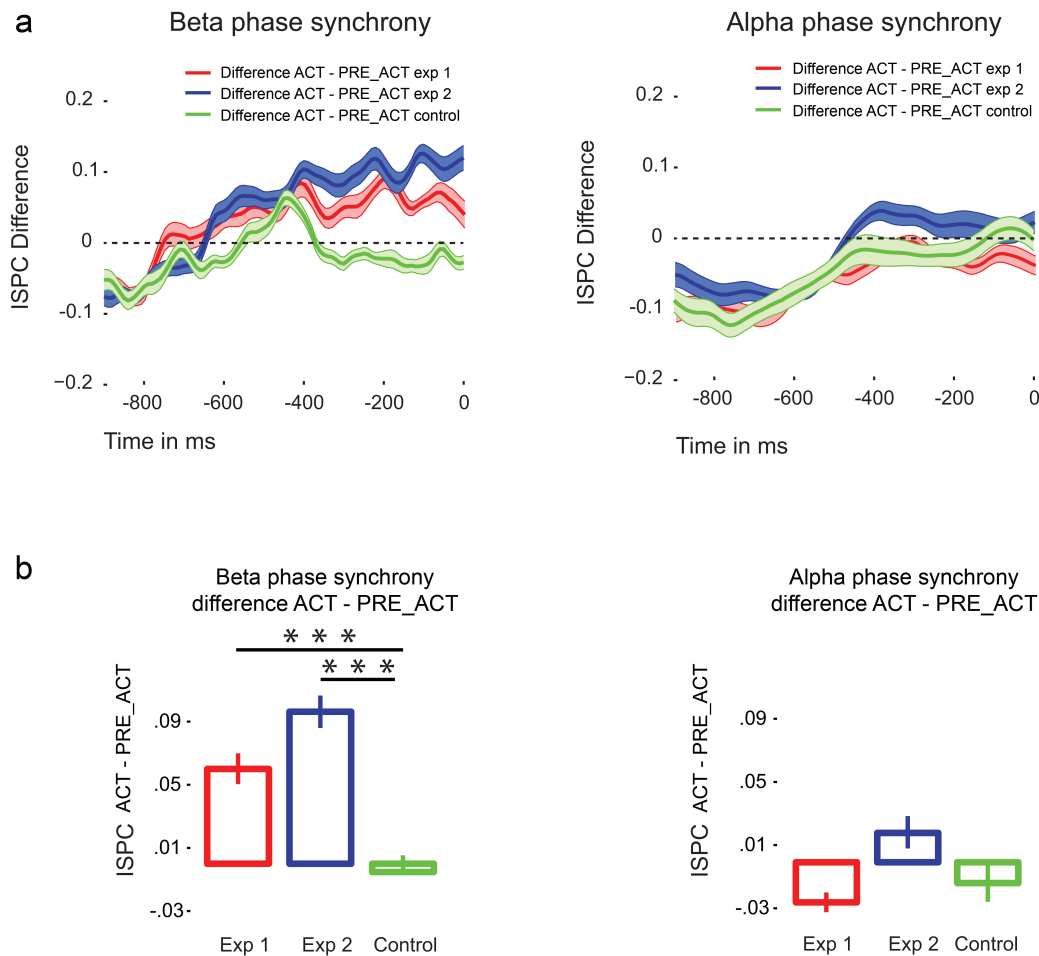 a
Beta phase synchrony
Difference ACT - PRE_ACT exp 1
Difference ACT - PRE_ACT exp 2
Difference ACT - PRE_ACT control
ISPC Difference
0.2
0.1
0
-0.1
−0.2
-800
-600
-400
-200
0
Time in ms
Alpha phase synchrony
Difference ACT - PRE_ACT exp 1
Difference ACT - PRE_ACT exp 2
Difference ACT - PRE_ACT control
ISPC Difference
0.2
0.1
0
-0.1
−0.2
-800
-600
-400
-200
0
Time in ms
b
Beta phase synchrony
difference ACT - PRE_ACT
* * *
* * *
ISPC ACT - PRE_ACT
.09
.05
.01
-.03
Exp 1
Exp 2
Control
Alpha phase synchrony
difference ACT - PRE_ACT
ISPC ACT - PRE_ACT
.09
.05
.01
-.03
Exp 1
Exp 2
Control